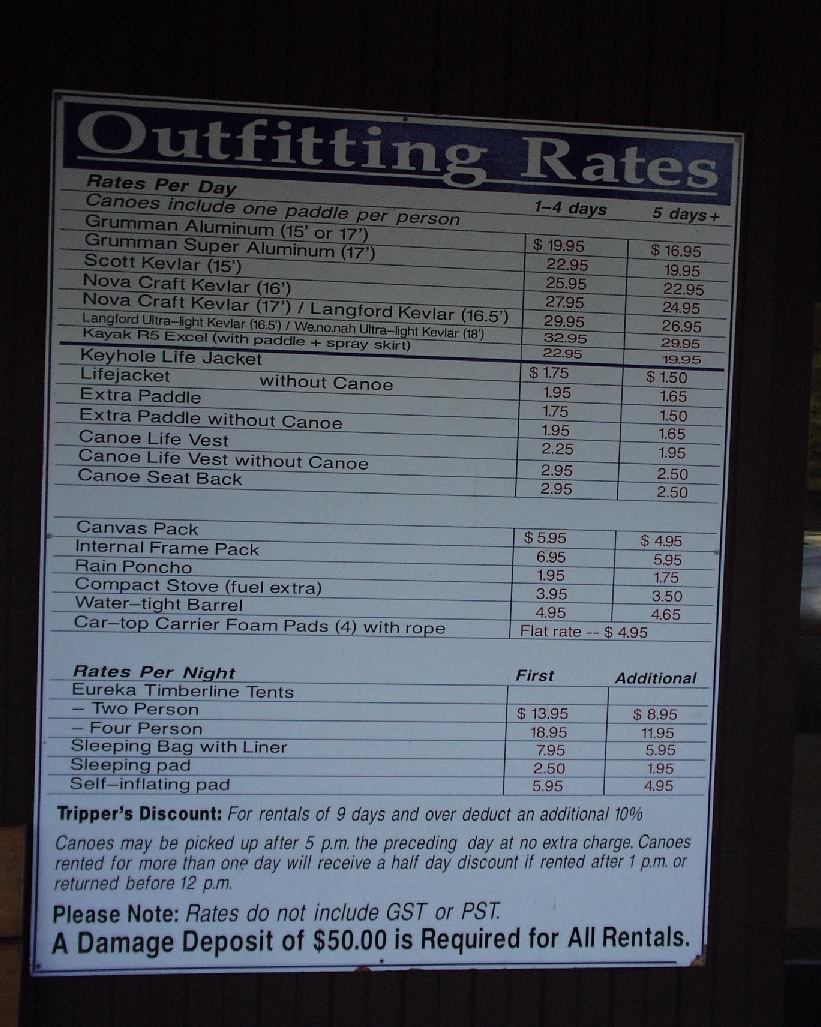 Outfitting Rates
Rates Per Day
Canoes include one paddle per person 1–4 days 5 days+
Grumman Aluminum (15' or 17') $ 19.95 $ 16.95
Grumman Super Aluminum (17') 22.95 19.95
Scott Kevlar (15') 25.95 22.95
Nova Craft Kevlar (16') 27.95 24.95
Nova Craft Kevlar (17') / Langford Kevlar (16.5') 29.95 26.95
Langford Ultra–light Kevlar (16.5') / We.no.nah Ultra–light Kevlar (18') 32.95 29.95
Kayak R5 Excel (with paddle + spray skirt) 22.95 19.95
Keyhole Life Jacket $ 1.75 $ 1.50
Lifejacket without Canoe 1.95 1.65
Extra Paddle 1.75 1.50
Extra Paddle without Canoe 1.95 1.65
Canoe Life Vest 2.25 1.95
Canoe Life Vest without Canoe 2.95 2.50
Canoe Seat Back 2.95 2.50
Canvas Pack $ 5.95 $ 4.95
Internal Frame Pack 6.95 5.95
Rain Poncho 1.95 1.75
Compact Stove (fuel extra) 3.95 3.50
Water–tight Barrel 4.95 4.65
Car–top Carrier Foam Pads (4) with rope Flat rate -- $ 4.95
Rates Per Night First Additional
Eureka Timberline Tents
– Two Person $ 13.95 $ 8.95
– Four Person 18.95 11.95
Sleeping Bag with Liner 7.95 5.95
Sleeping pad 2.50 1.95
Self–inflating pad 5.95 4.95
Tripper's Discount: For rentals of 9 days and over deduct an additional 10%
Canoes may be picked up after 5 p.m. the preceding day at no extra charge. Canoes
rented for more than one day will receive a half day discount if rented after 1 p.m. or
returned before 12 p.m.
Please Note: Rates do not include GST or PST.
A Damage Deposit of $50.00 is Required for All Rentals.